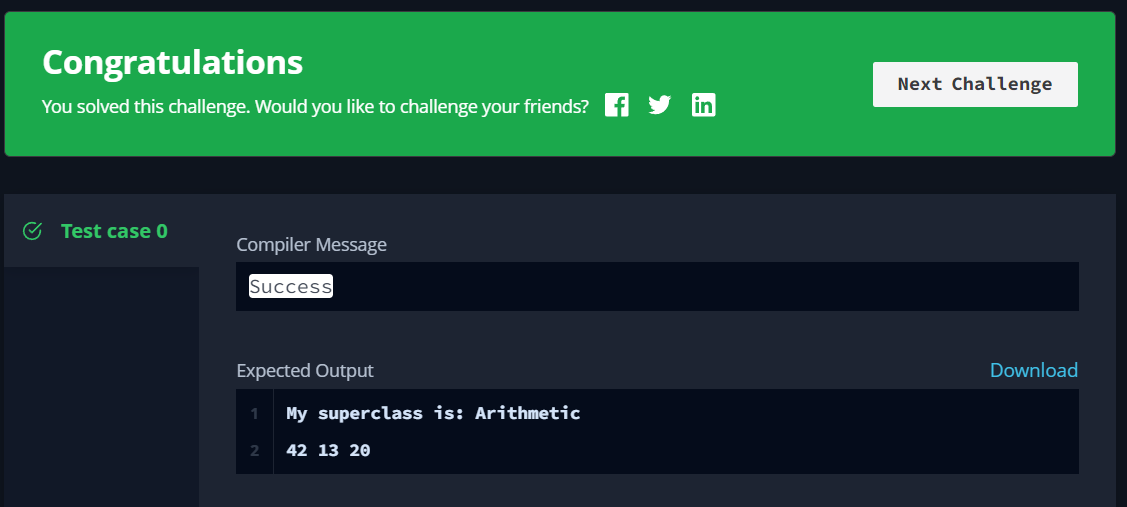 Congratulations
You solved this challenge. Would you like to challenge your friends?
Next Challenge
Test case 0
Compiler Message
Success
Expected Output
Download
1 My superclass is: Arithmetic
2 42 13 20